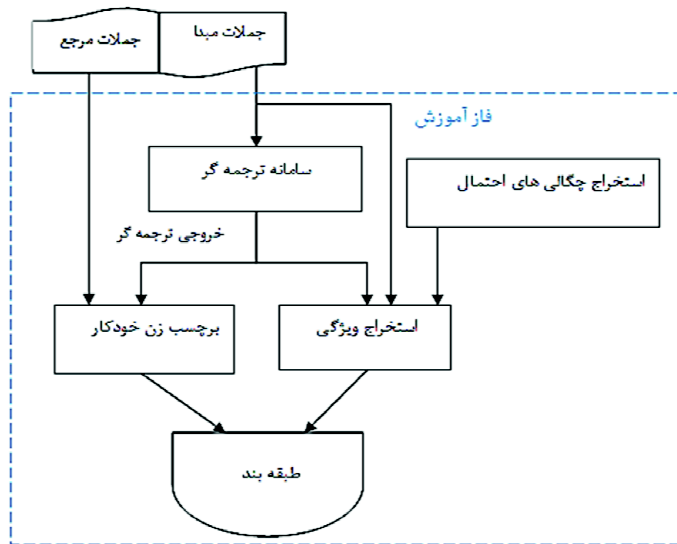 جملات مبدا
جملات مرجع
فاز آموزش
سامانه ترجمه گر
استخراج چگالی های احتمال
خروجی ترجمه گر
استخراج ویژگی
برچسب زن خودکار
طبقه بند